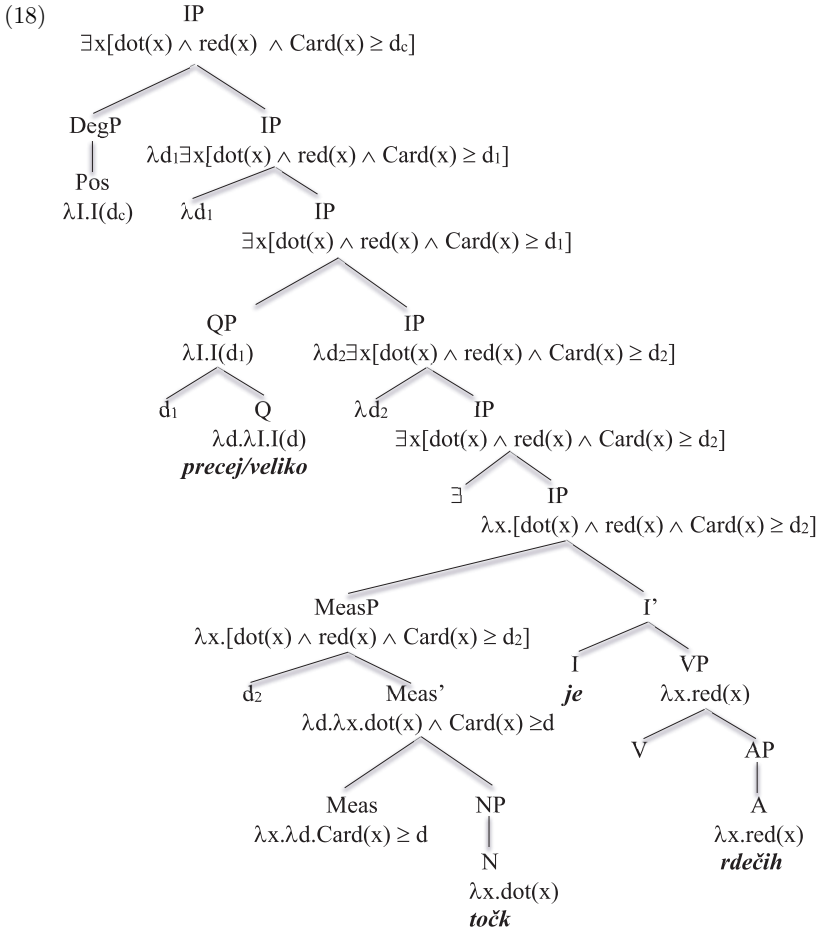 (18) IP
∃x[dot(x) ∧ red(x) ∧ Card(x) ≥ dc]
DegP IP
λd1∃x[dot(x) ∧ red(x) ∧ Card(x) ≥ d1]
Pos
λI.I(dc) λd1 IP
∃x[dot(x) ∧ red(x) ∧ Card(x) ≥ d1]
QP IP
λI.I(d1) λd2∃x[dot(x) ∧ red(x) ∧ Card(x) ≥ d2]
d1 Q λd2 IP
λd.λI.I(d) ∃x[dot(x) ∧ red(x) ∧ Card(x) ≥ d2]
precej/veliko
∃ IP
λx.[dot(x) ∧ red(x) ∧ Card(x) ≥ d2]
MeasP I’
λx.[dot(x) ∧ red(x) ∧ Card(x) ≥ d2]
I VP
d2 Meas’ je λx.red(x)
λd.λx.dot(x) ∧ Card(x) ≥d
V AP
Meas NP A
λx.λd.Card(x) ≥ d λx.red(x)
N rdečih
λx.dot(x)
točk